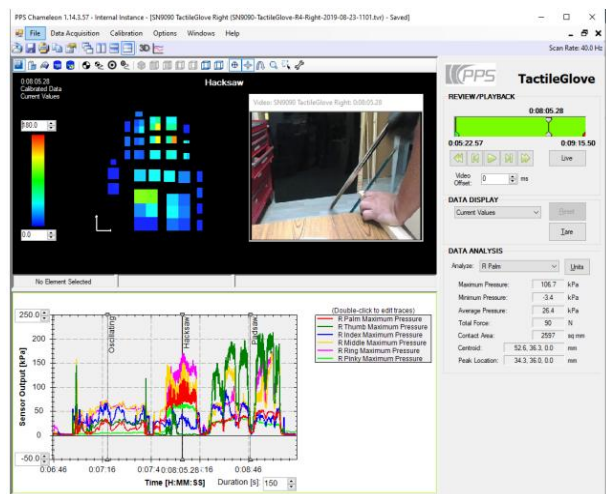 PPS Chameleon 1.14.3.57 - Internal Instance - [SN9090 TactileGlove Right (SN9090-TactileGlove-R4-Right-2019-08-23-1101.tvr) - Saved]
File Data Acquisition Calibration Options Windows Help
3D
Scan Rate: 40.0 Hz
0:08:05.28
Calibrated Data
Current Values
Hacksaw
180.0
0.0
Video: SN9090 TactileGlove Right: 0:08:05.28
No Element Selected
PPS TactileGlove
REVIEW/PLAYBACK
0:08:05.28
0:05:22.57 0:09:15.50
Live
Video Offset: 0 ms
DATA DISPLAY
Current Values Reset
Tare
DATA ANALYSIS
Analyze: R Palm Units
Maximum Pressure: 106.7 kPa
Minimum Pressure: -3.4 kPa
Average Pressure: 26.4 kPa
Total Force: 90 N
Contact Area: 2597 sq mm
Centroid: 52.6, 36.3, 0.0 mm
Peak Location: 34.3, 36.0, 0.0 mm
(Double-click to edit traces)
R Palm Maximum Pressure
R Thumb Maximum Pressure
R Index Maximum Pressure
R Middle Maximum Pressure
R Ring Maximum Pressure
R Pinky Maximum Pressure
Oscillating
Hacksaw
Padsaw
Sensor Output [kPa]
250.0
200
150
100
50
0
-50.0
0:06:46 0:07:16 0:07:4 0:08:05.28 :16 0:08:46
Time [H:MM:SS] Duration [s]: 150